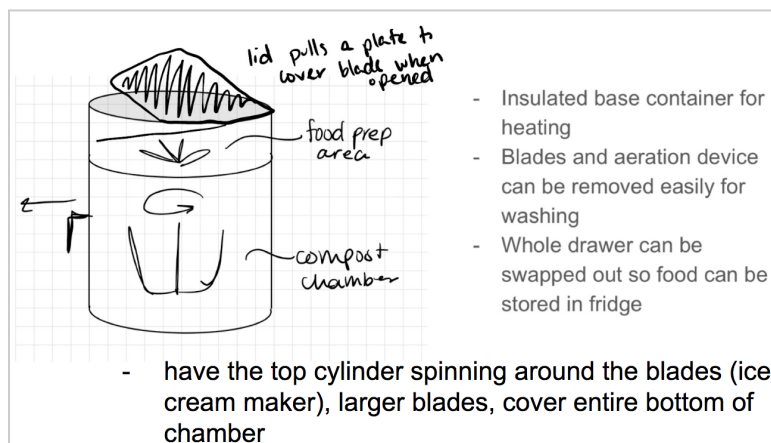 lid pulls a plate to
cover blade when
opened
food prep
area
compost
chamber
- Insulated base container for
heating
- Blades and aeration device
can be removed easily for
washing
- Whole drawer can be
swapped out so food can be
stored in fridge
- have the top cylinder spinning around the blades (ice
cream maker), larger blades, cover entire bottom of
chamber